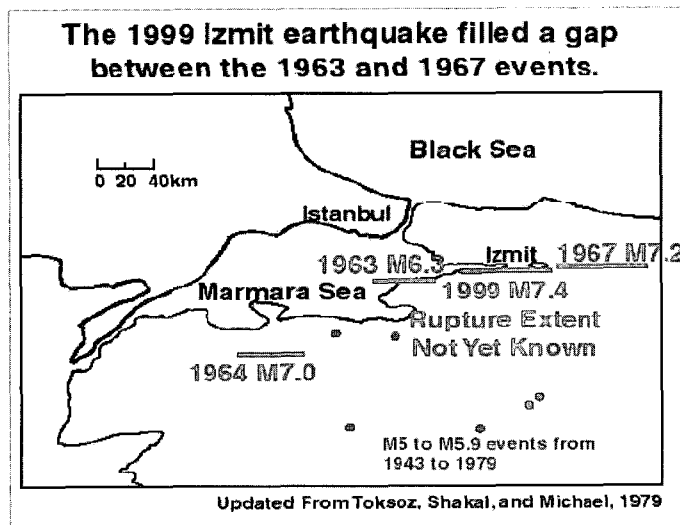 The 1999 Izmit earthquake filled a gap
between the 1963 and 1967 events.
Black Sea
0 20 40km
Istanbul
Izmit
1967 M7.2
1963 M6.3
Marmara Sea
1999 M7.4
Rupture Extent
Not Yet Known
1964 M7.0
M5 to M5.9 events from
1943 to 1979
Updated From Toksoz, Shakal, and Michael, 1979